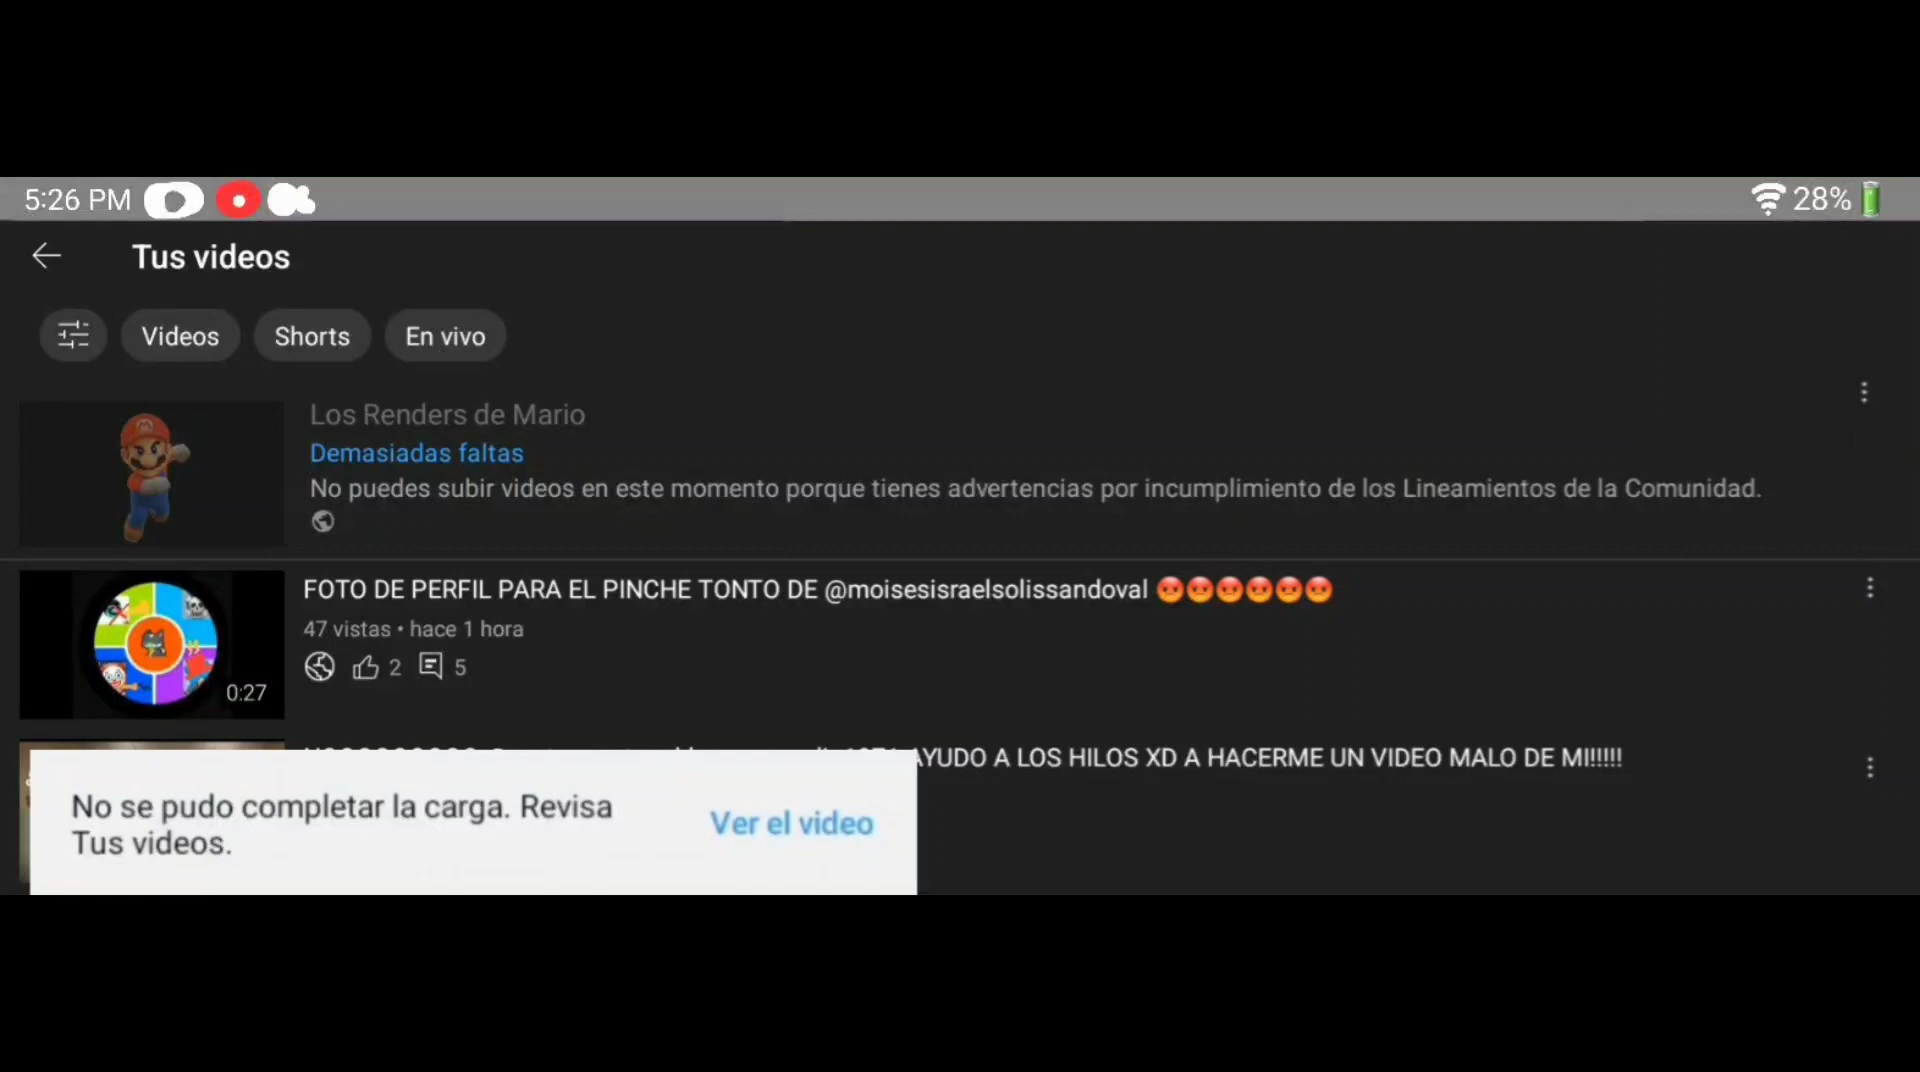 5:26 PM
28%
Tus videos
Videos
Shorts
En vivo
Los Renders de Mario
Demasiadas faltas
No puedes subir videos en este momento porque tienes advertencias por incumplimiento de los Lineamientos de la Comunidad.
FOTO DE PERFIL PARA EL PINCHE TONTO DE @moisesisraelsolissandoval 😡😡😡😡😡😡
47 vistas • hace 1 hora
2
5
0:27
AYUDO A LOS HILOS XD A HACERME UN VIDEO MALO DE MI!!!!!
No se pudo completar la carga. Revisa
Tus videos.
Ver el video